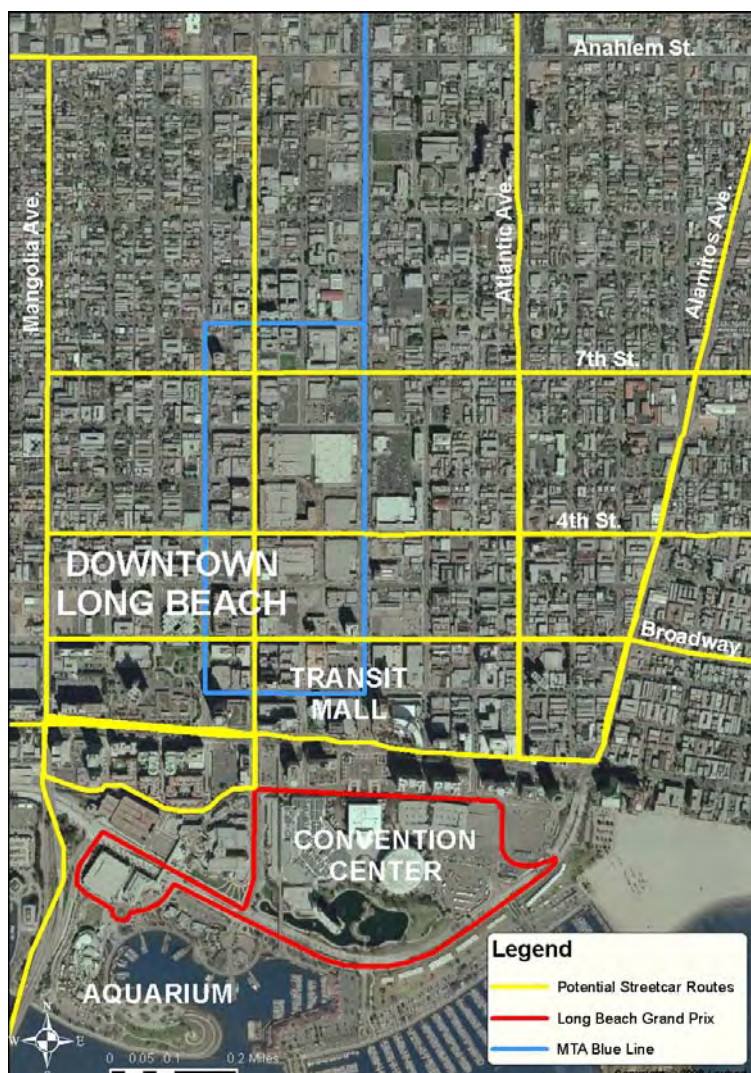 Anahiem St.
Mangolia Ave.
Atlantic Ave.
Alamitos Ave.
7th St.
4th St.
DOWNTOWN
LONG BEACH
Broadway
TRANSIT
MALL
CONVENTION
CENTER
AQUARIUM
N
W E
S
0 0.05 0.1 0.2 Miles
Legend
Potential Streetcar Routes
Long Beach Grand Prix
MTA Blue Line